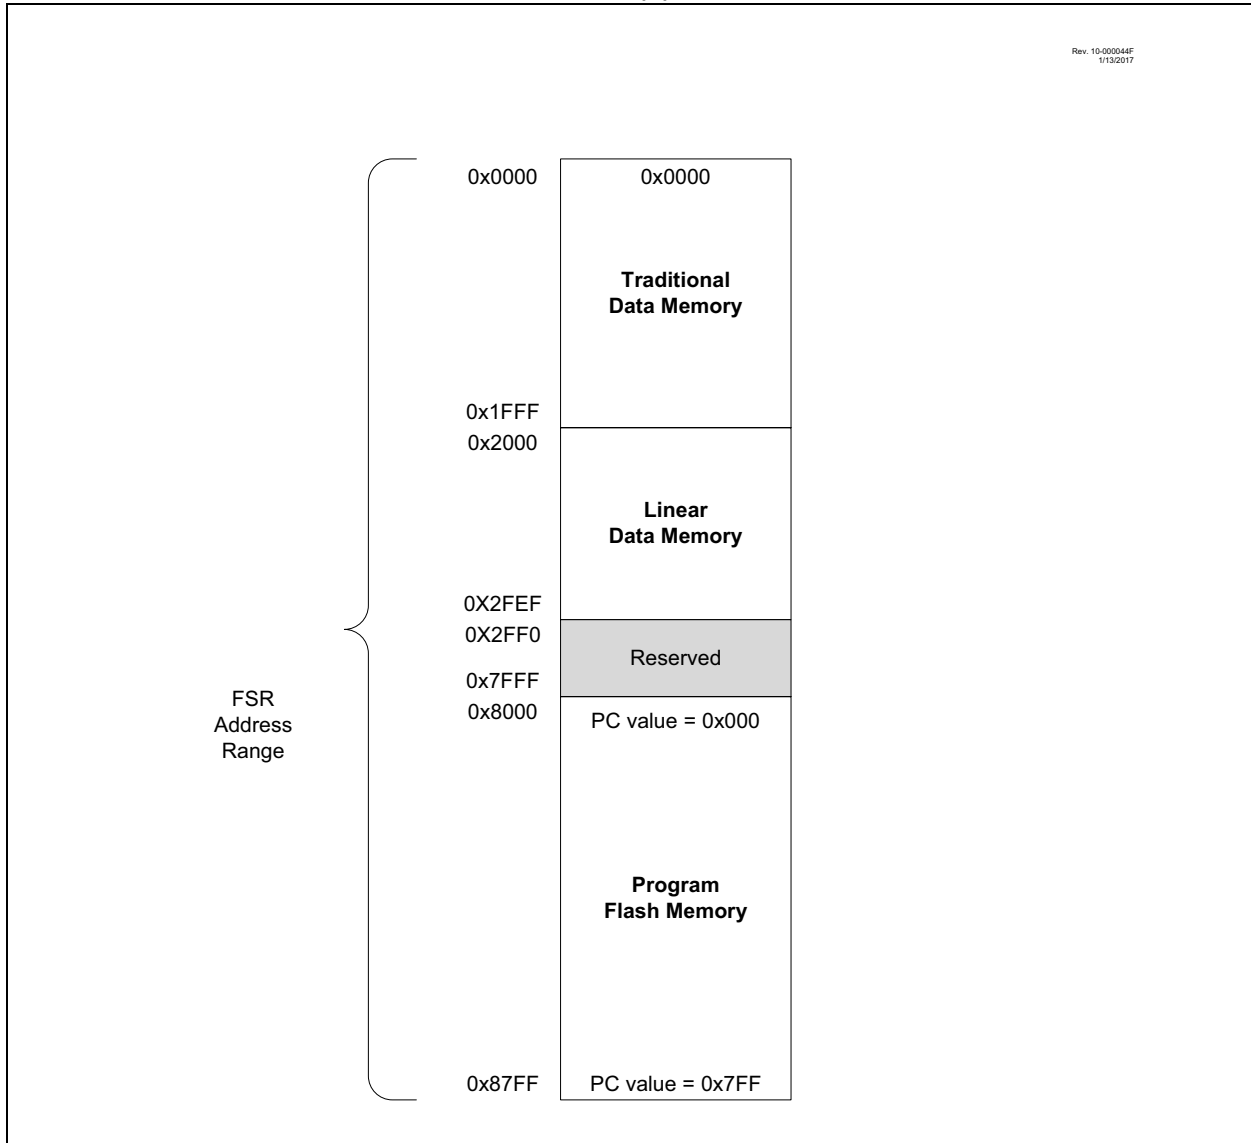 Rev. 10-000044F
1/13/2017
0x0000
0x0000
Traditional
Data Memory
0x1FFF
0x2000
Linear
Data Memory
0X2FEF
0X2FF0
Reserved
0x7FFF
0x8000
PC value = 0x000
FSR
Address
Range
Program
Flash Memory
0x87FF
PC value = 0x7FF